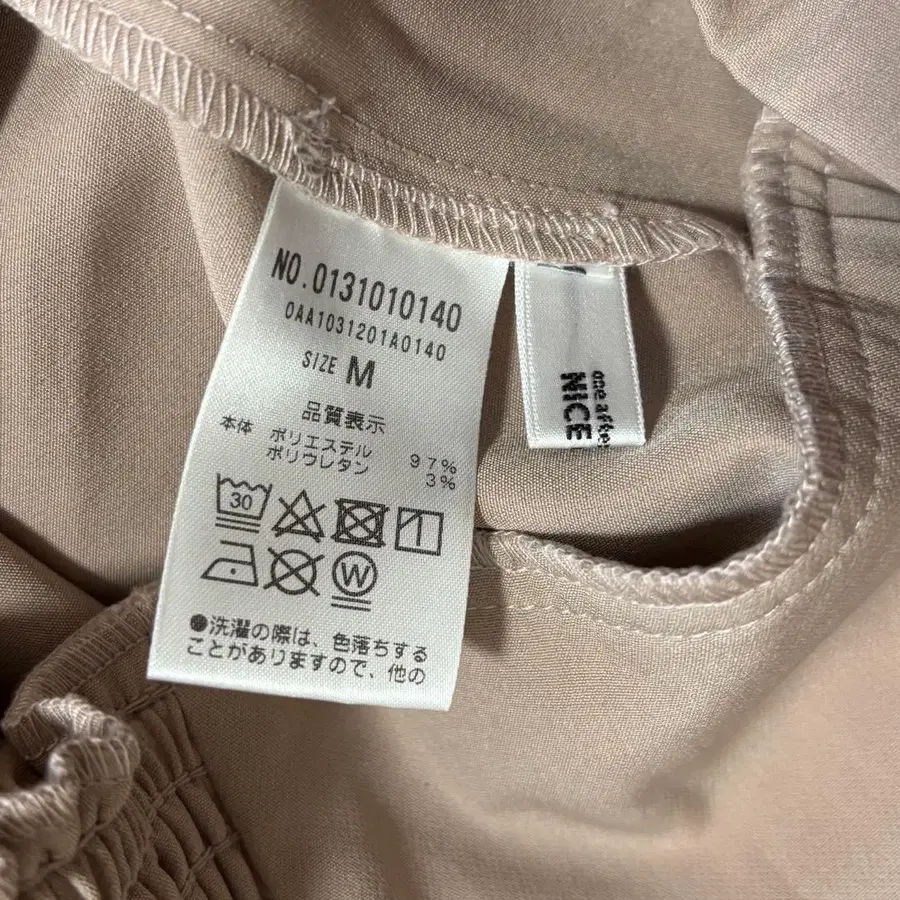 NO.0131010140
0AA1031201A0140
SIZE M
品質表示
本体 ポリエステル 97%
ポリウレタン 3%
30
W
●洗濯の際は、色落ちする
ことがありますので、他の
one afte
NICE